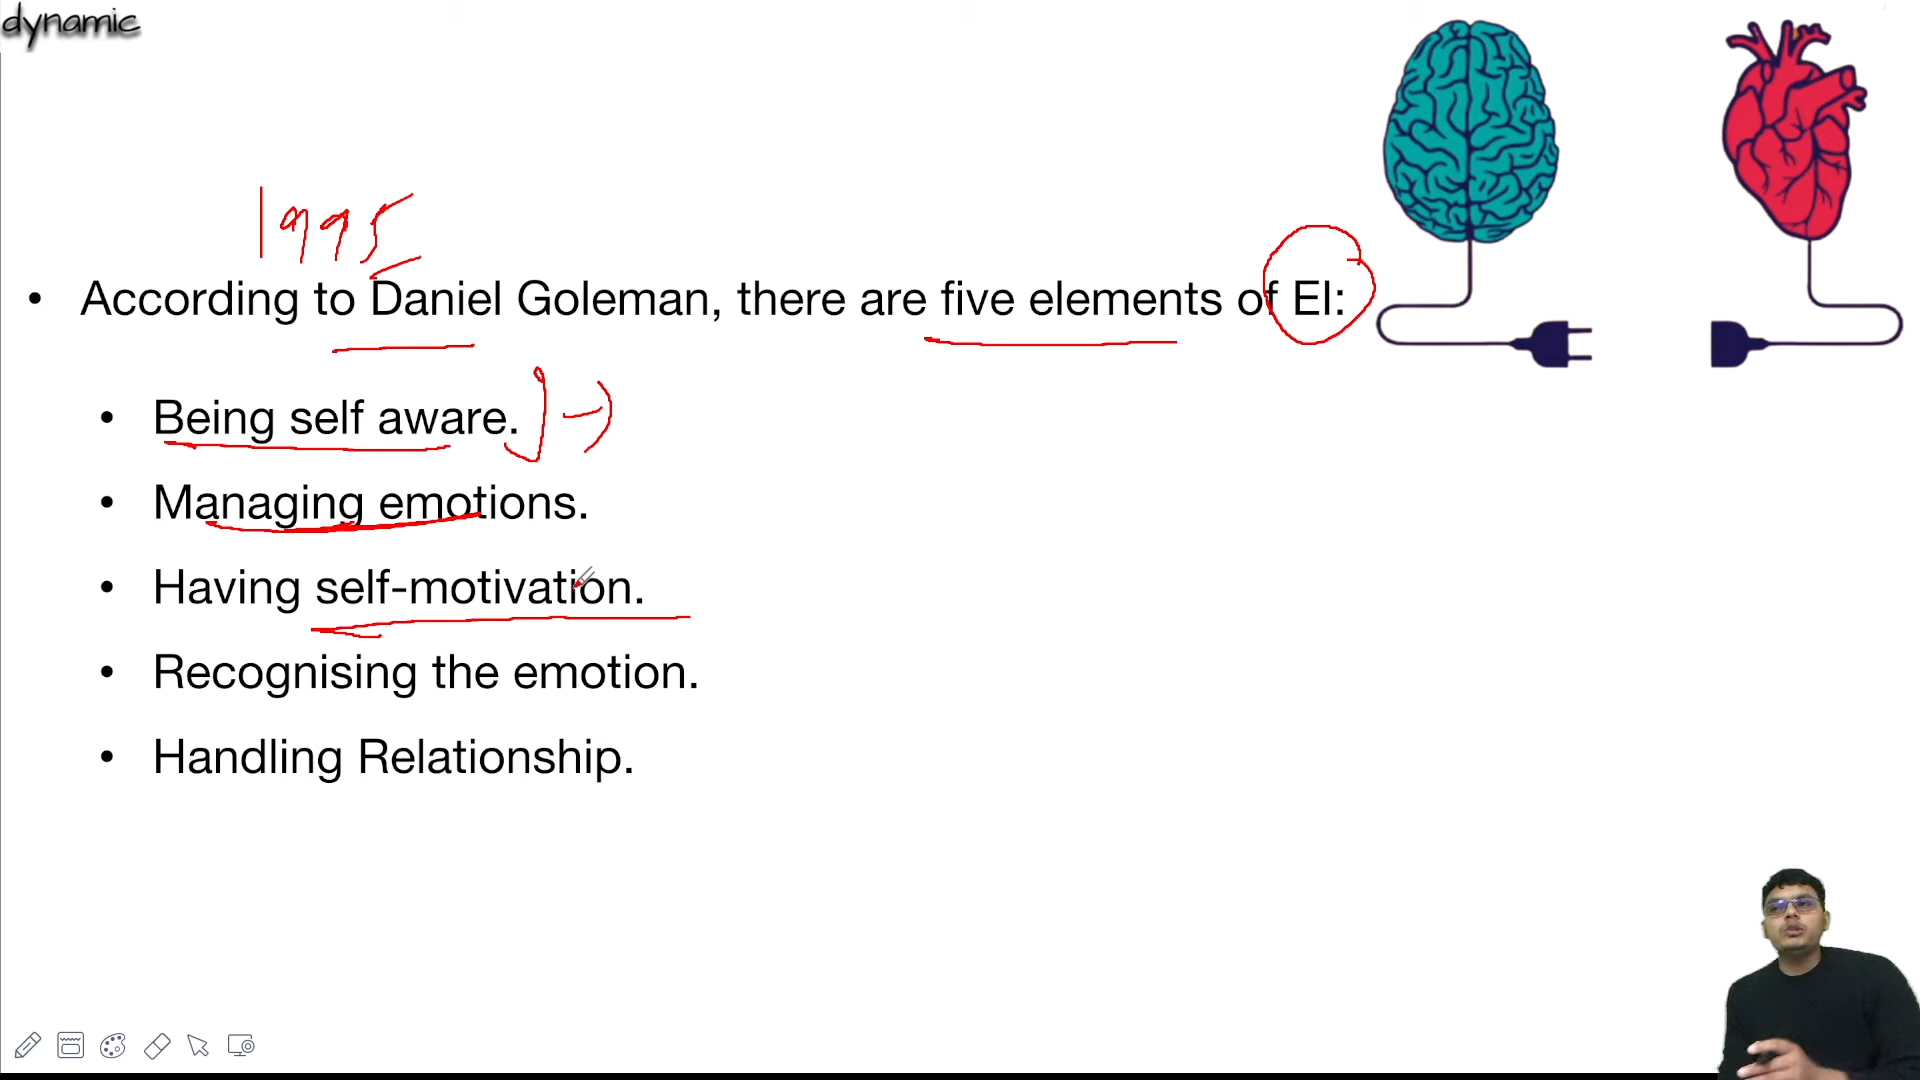 dynamic
1995
• According to Daniel Goleman, there are five elements of EI:
• Being self aware.
• Managing emotions.
• Having self-motivation.
• Recognising the emotion.
• Handling Relationship.